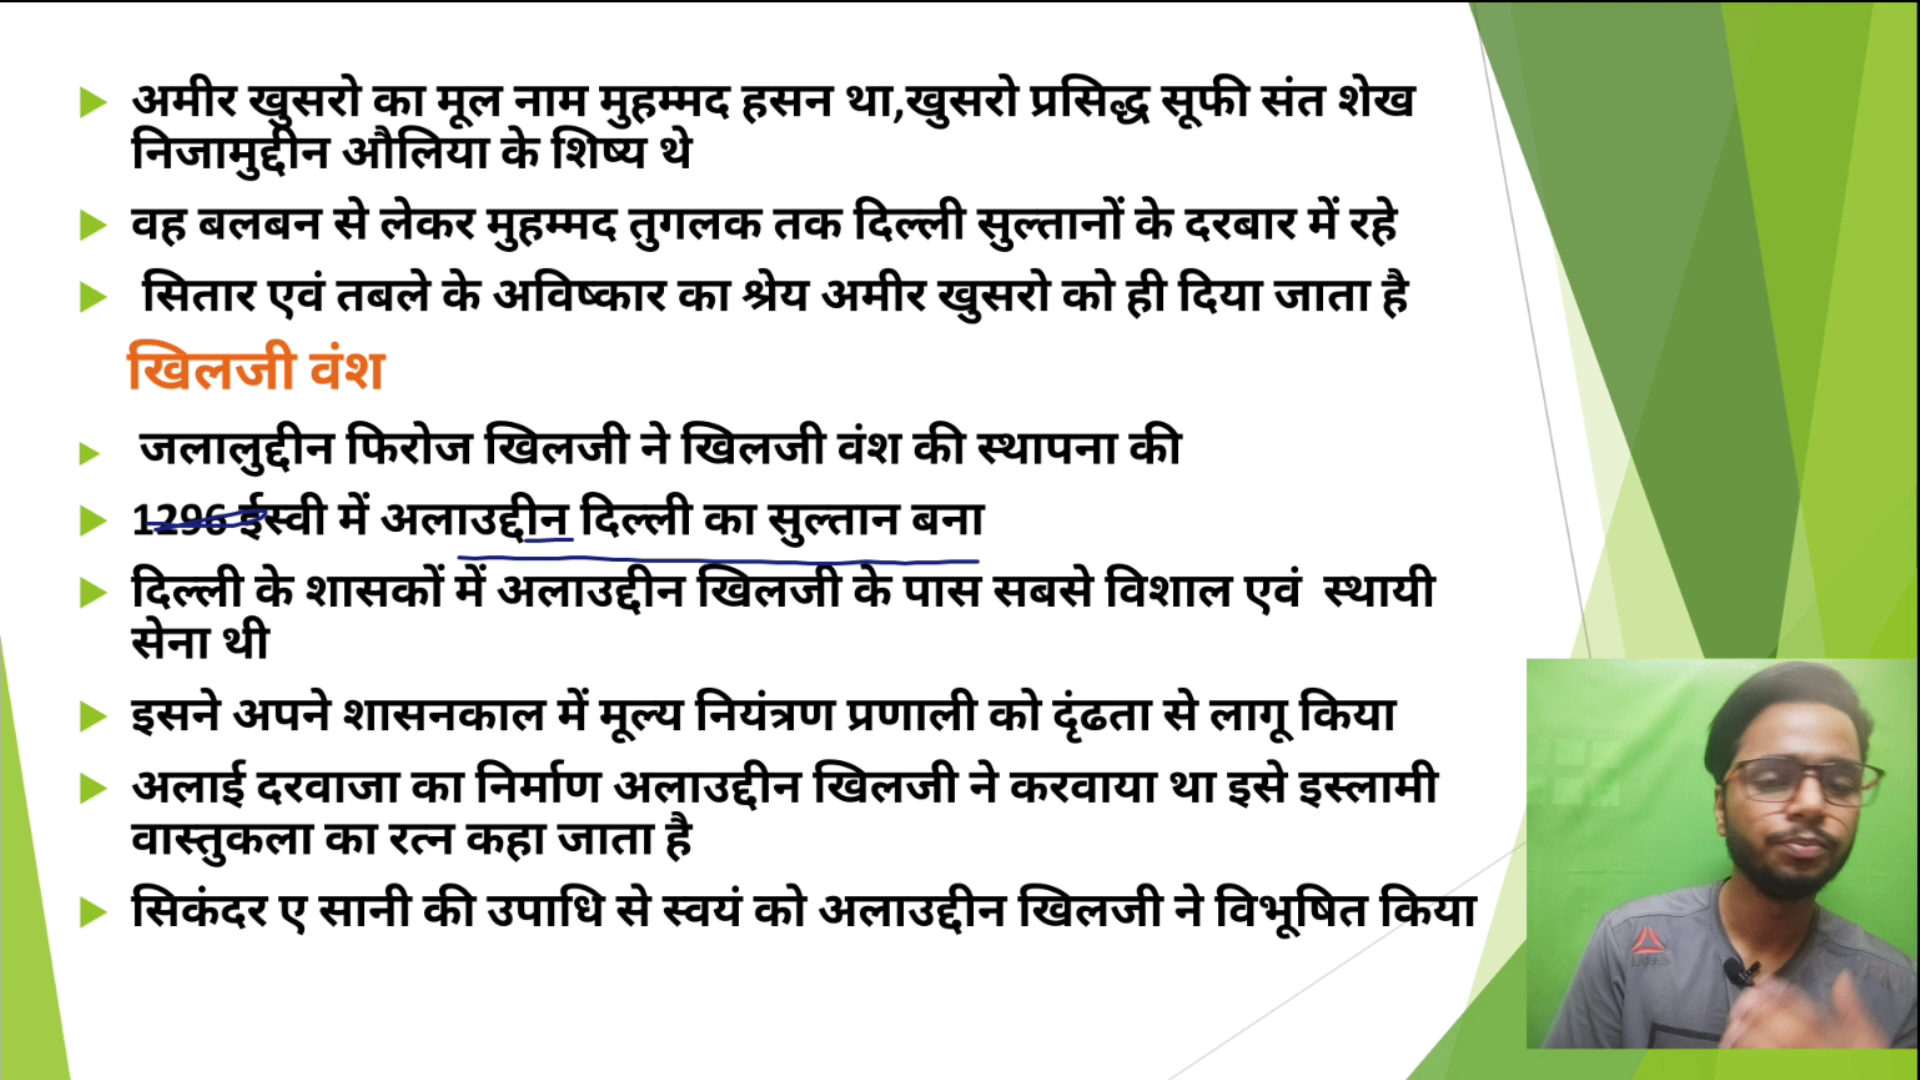 अमीर खुसरो का मूल नाम मुहम्मद हसन था,खुसरो प्रसिद्ध सूफी संत शेख
निजामुद्दीन औलिया के शिष्य थे
वह बलबन से लेकर मुहम्मद तुगलक तक दिल्ली सुल्तानों के दरबार में रहे
सितार एवं तबले के अविष्कार का श्रेय अमीर खुसरो को ही दिया जाता है
खिलजी वंश
जलालुद्दीन फिरोज खिलजी ने खिलजी वंश की स्थापना की
1296 ईस्वी में अलाउद्दीन दिल्ली का सुल्तान बना
दिल्ली के शासकों में अलाउद्दीन खिलजी के पास सबसे विशाल एवं स्थायी
सेना थी
इसने अपने शासनकाल में मूल्य नियंत्रण प्रणाली को दृंढता से लागू किया
अलाई दरवाजा का निर्माण अलाउद्दीन खिलजी ने करवाया था इसे इस्लामी
वास्तुकला का रत्न कहा जाता है
सिकंदर ए सानी की उपाधि से स्वयं को अलाउद्दीन खिलजी ने विभूषित किया